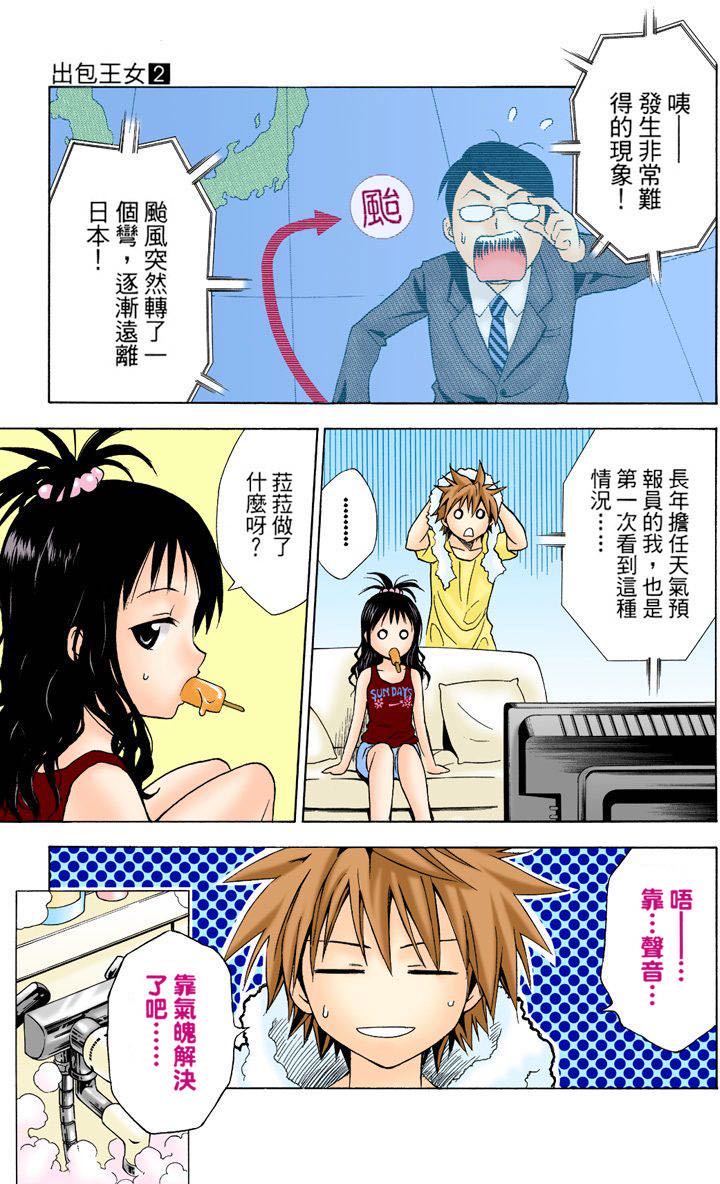 出包王女2
咦——
發生非常難
得的現象！
颱
颱風突然轉了一
個彎，逐漸遠離
日本！
長年擔任天氣預
報員的我，也是
第一次看到這種
情況……
………
SUNDAYS
菈菈做了
什麼呀？
唔——…
靠…聲音…
靠氣魄解決
了吧……